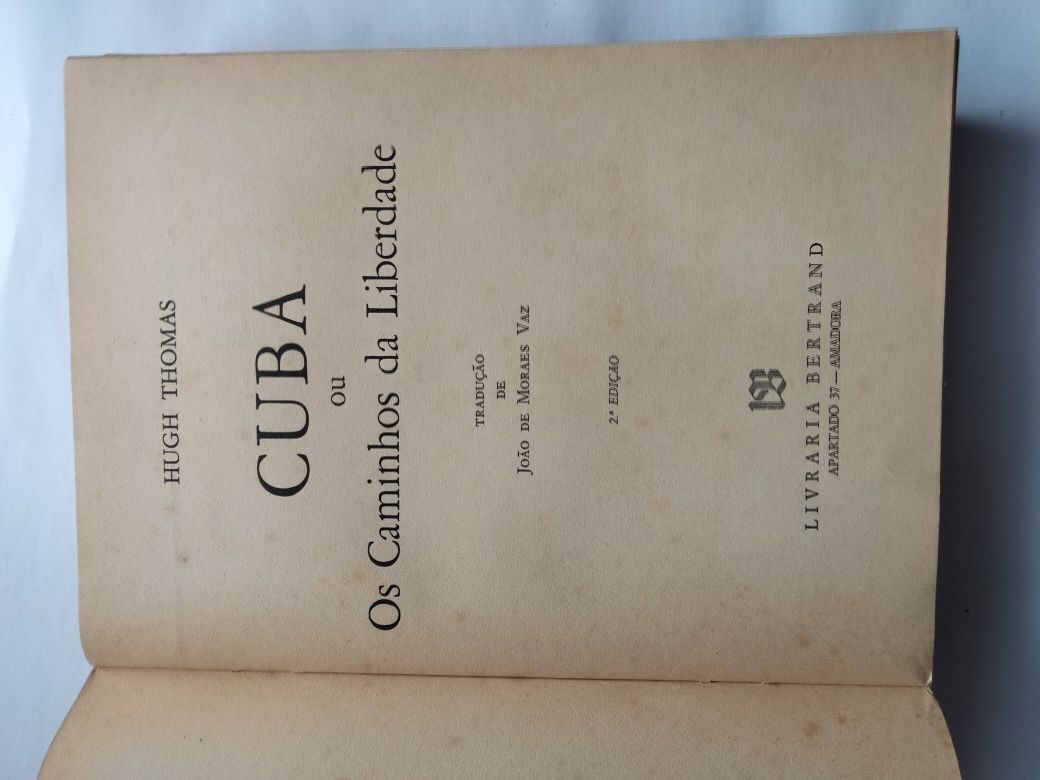 HUGH THOMAS
CUBA
ou
Os Caminhos da Liberdade
TRADUÇÃO
DE
JOÃO DE MORAES VAZ
2.ª EDIÇÃO
LIVRARIA BERTRAND
APARTADO 37 — AMADORA